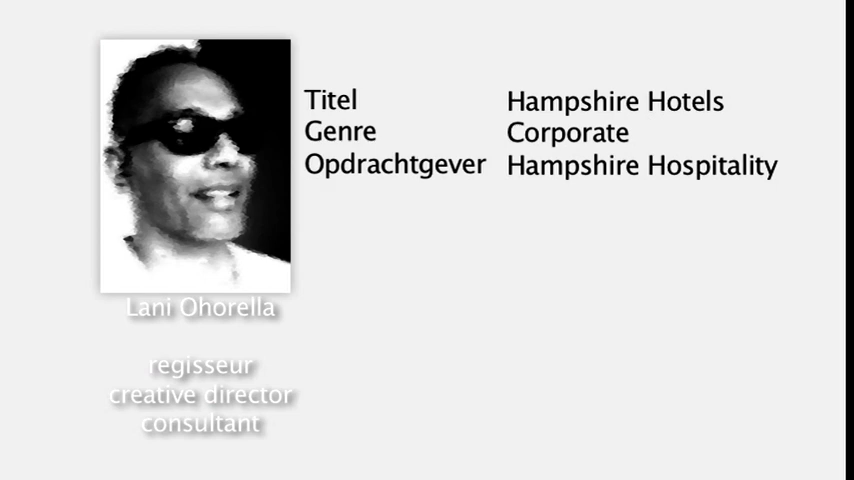 Titel Hampshire Hotels
Genre Corporate
Opdrachtgever Hampshire Hospitality
Lani Ohorella
regisseur
creative director
consultant